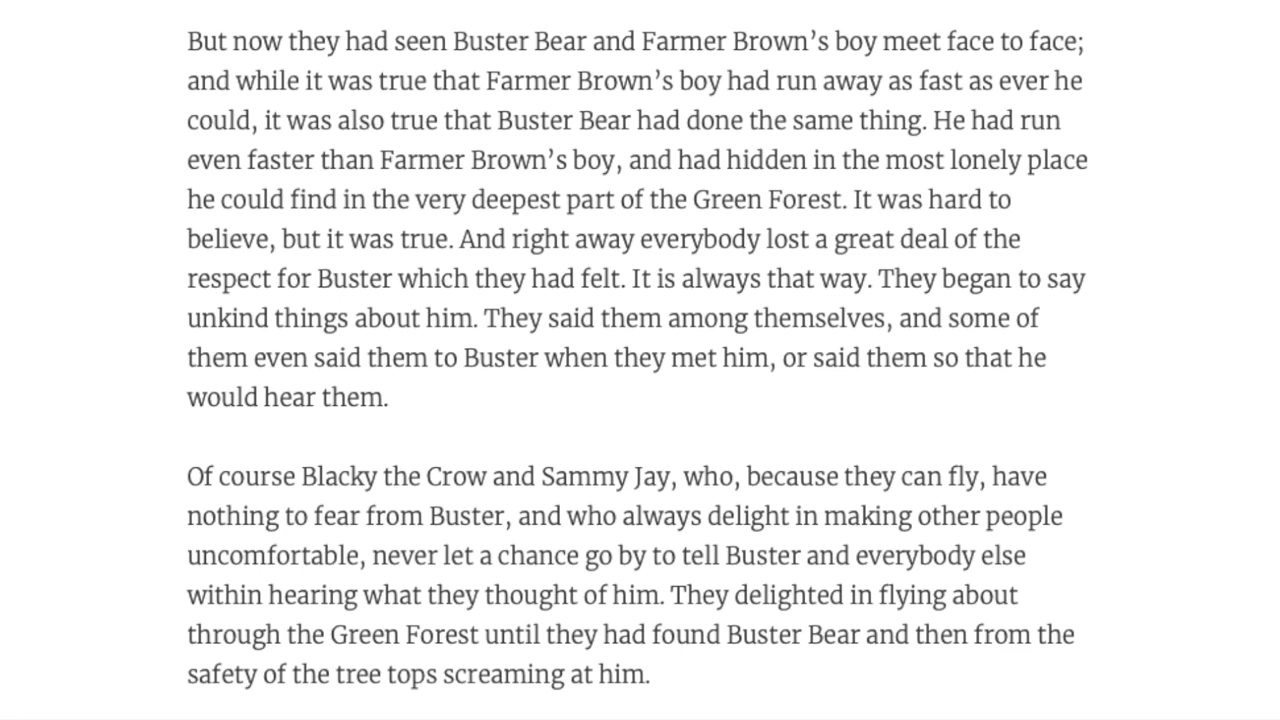 But now they had seen Buster Bear and Farmer Brown’s boy meet face to face;
and while it was true that Farmer Brown’s boy had run away as fast as ever he
could, it was also true that Buster Bear had done the same thing. He had run
even faster than Farmer Brown’s boy, and had hidden in the most lonely place
he could find in the very deepest part of the Green Forest. It was hard to
believe, but it was true. And right away everybody lost a great deal of the
respect for Buster which they had felt. It is always that way. They began to say
unkind things about him. They said them among themselves, and some of
them even said them to Buster when they met him, or said them so that he
would hear them.
Of course Blacky the Crow and Sammy Jay, who, because they can fly, have
nothing to fear from Buster, and who always delight in making other people
uncomfortable, never let a chance go by to tell Buster and everybody else
within hearing what they thought of him. They delighted in flying about
through the Green Forest until they had found Buster Bear and then from the
safety of the tree tops screaming at him.